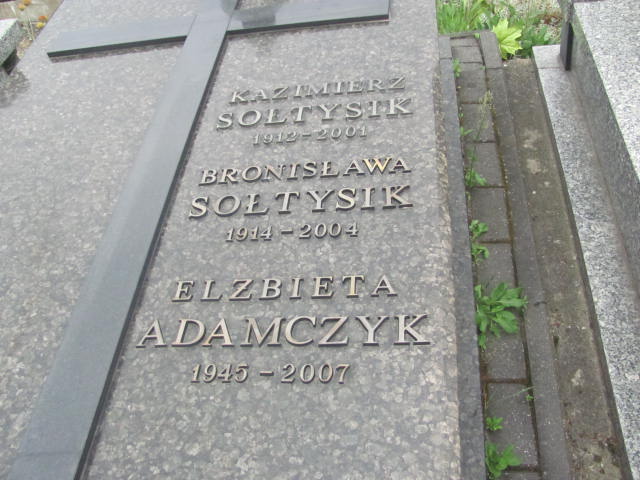 KAZIMIERZ
SOŁTYSIK
1912-2001
BRONISŁAWA
SOŁTYSIK
1914-2004
ELZBIETA
ADAMCZYK
1945-2007